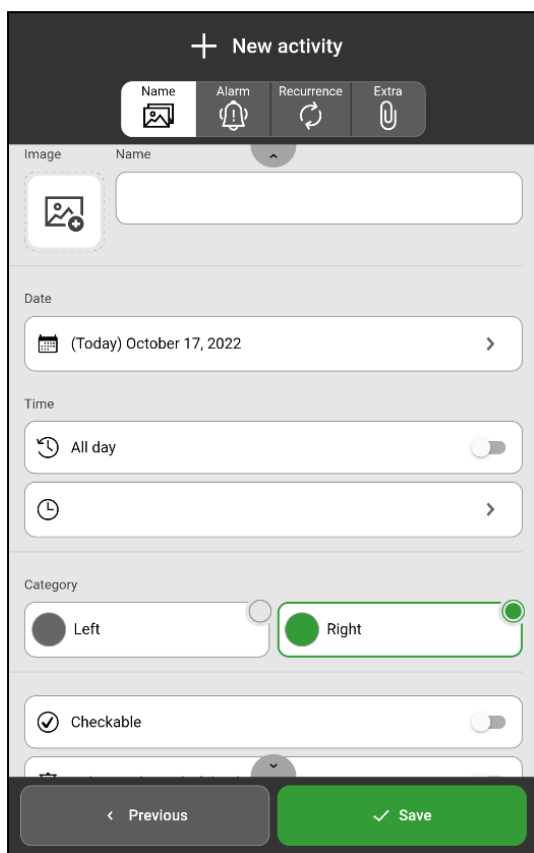 New activity
Name
Alarm
Recurrence
Extra
Image
Name
Date
(Today) October 17, 2022
Time
All day
Category
Left
Right
Checkable
Previous
Save